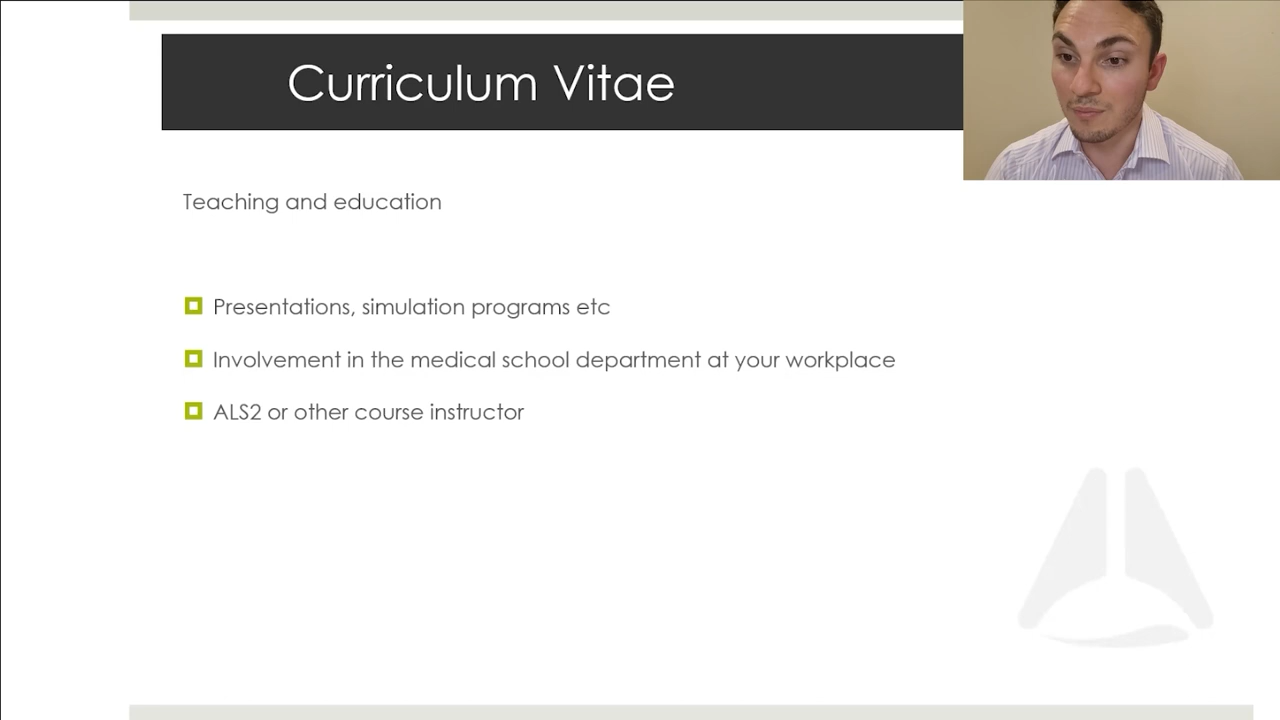 Curriculum Vitae
Teaching and education
Presentations, simulation programs etc
Involvement in the medical school department at your workplace
ALS2 or other course instructor